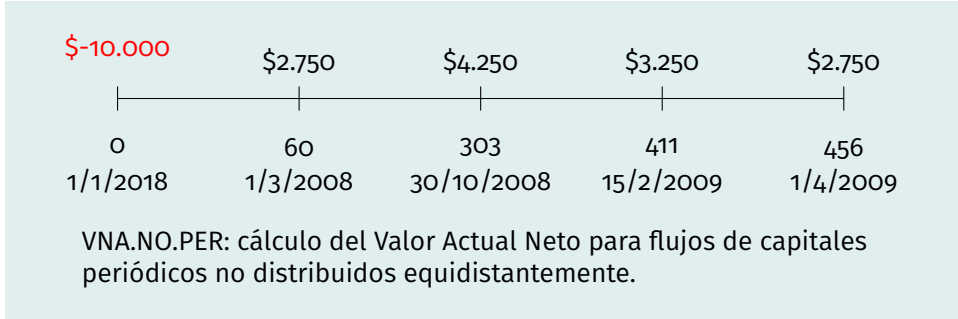 $-10.000 $2.750 $4.250 $3.250 $2.750
0 60 303 411 456
1/1/2018 1/3/2008 30/10/2008 15/2/2009 1/4/2009
VNA.NO.PER: cálculo del Valor Actual Neto para flujos de capitales
periódicos no distribuidos equidistantemente.